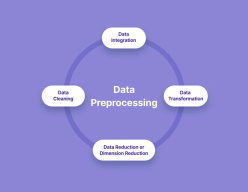 Data
Integration
Data
Cleaning
Data
Preprocessing
Data
Transformation
Data Reduction or
Dimension Reduction